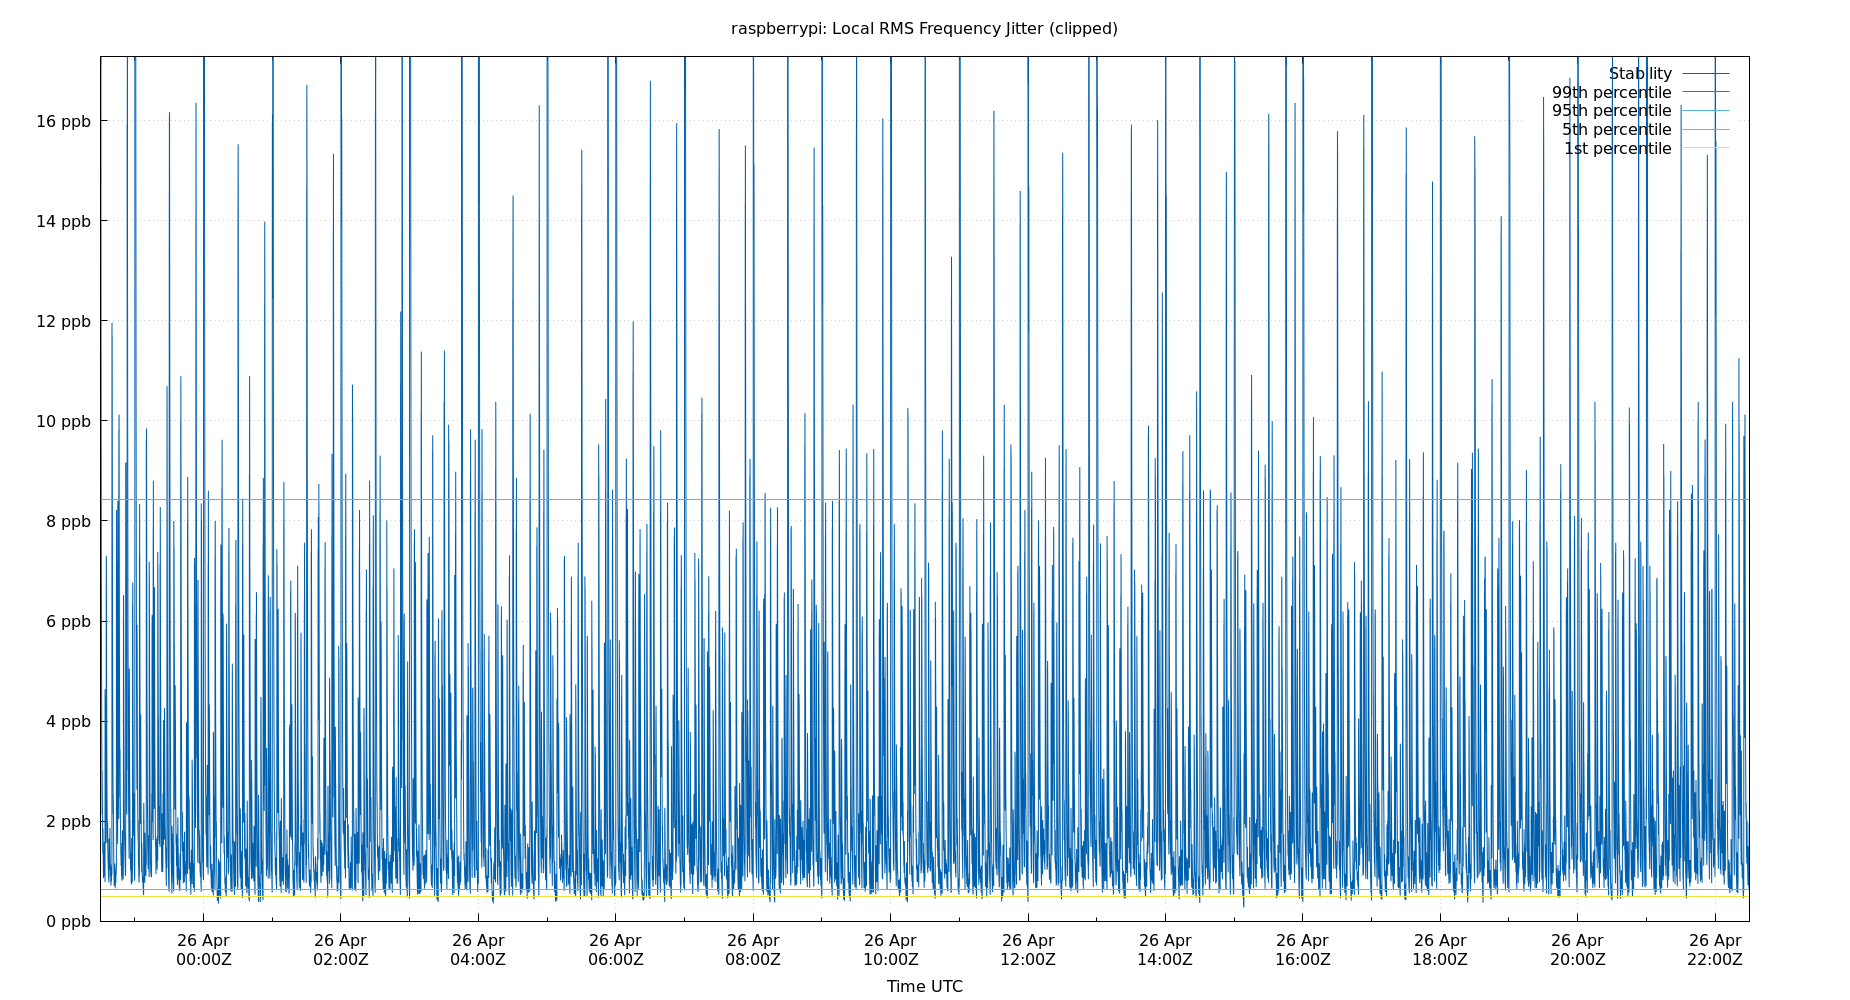 raspberrypi: Local RMS Frequency Jitter (clipped)
Stability
99th percentile
95th percentile
5th percentile
1st percentile
16 ppb
14 ppb
12 ppb
10 ppb
8 ppb
6 ppb
4 ppb
2 ppb
0 ppb
26 Apr 26 Apr 26 Apr 26 Apr 26 Apr 26 Apr 26 Apr 26 Apr 26 Apr 26 Apr 26 Apr 26 Apr
00:00Z 02:00Z 04:00Z 06:00Z 08:00Z 10:00Z 12:00Z 14:00Z 16:00Z 18:00Z 20:00Z 22:00Z
Time UTC